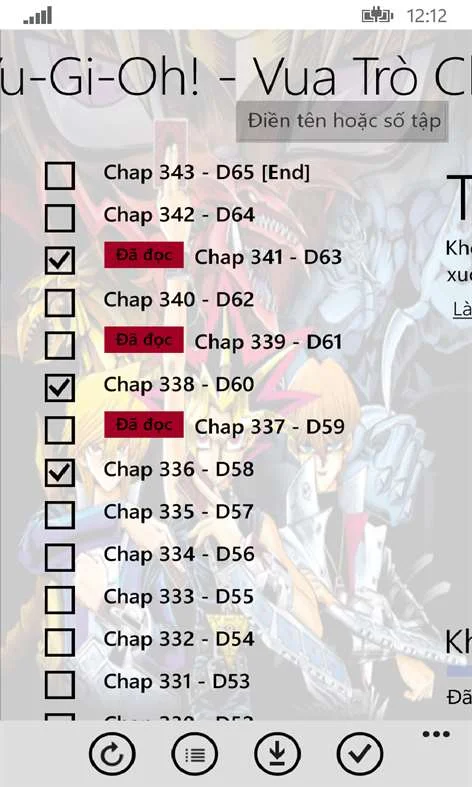 12:12
u-Gi-Oh! - Vua Trò C
Điền tên hoặc số tập
Chap 343 - D65 [End]
Chap 342 - D64
Đã đọc Chap 341 - D63
Chap 340 - D62
Đã đọc Chap 339 - D61
Chap 338 - D60
Đã đọc Chap 337 - D59
Chap 336 - D58
Chap 335 - D57
Chap 334 - D56
Chap 333 - D55
Chap 332 - D54
Chap 331 - D53
Chap 330 - D52
T
Kh
xu
Là
Kh
Đã